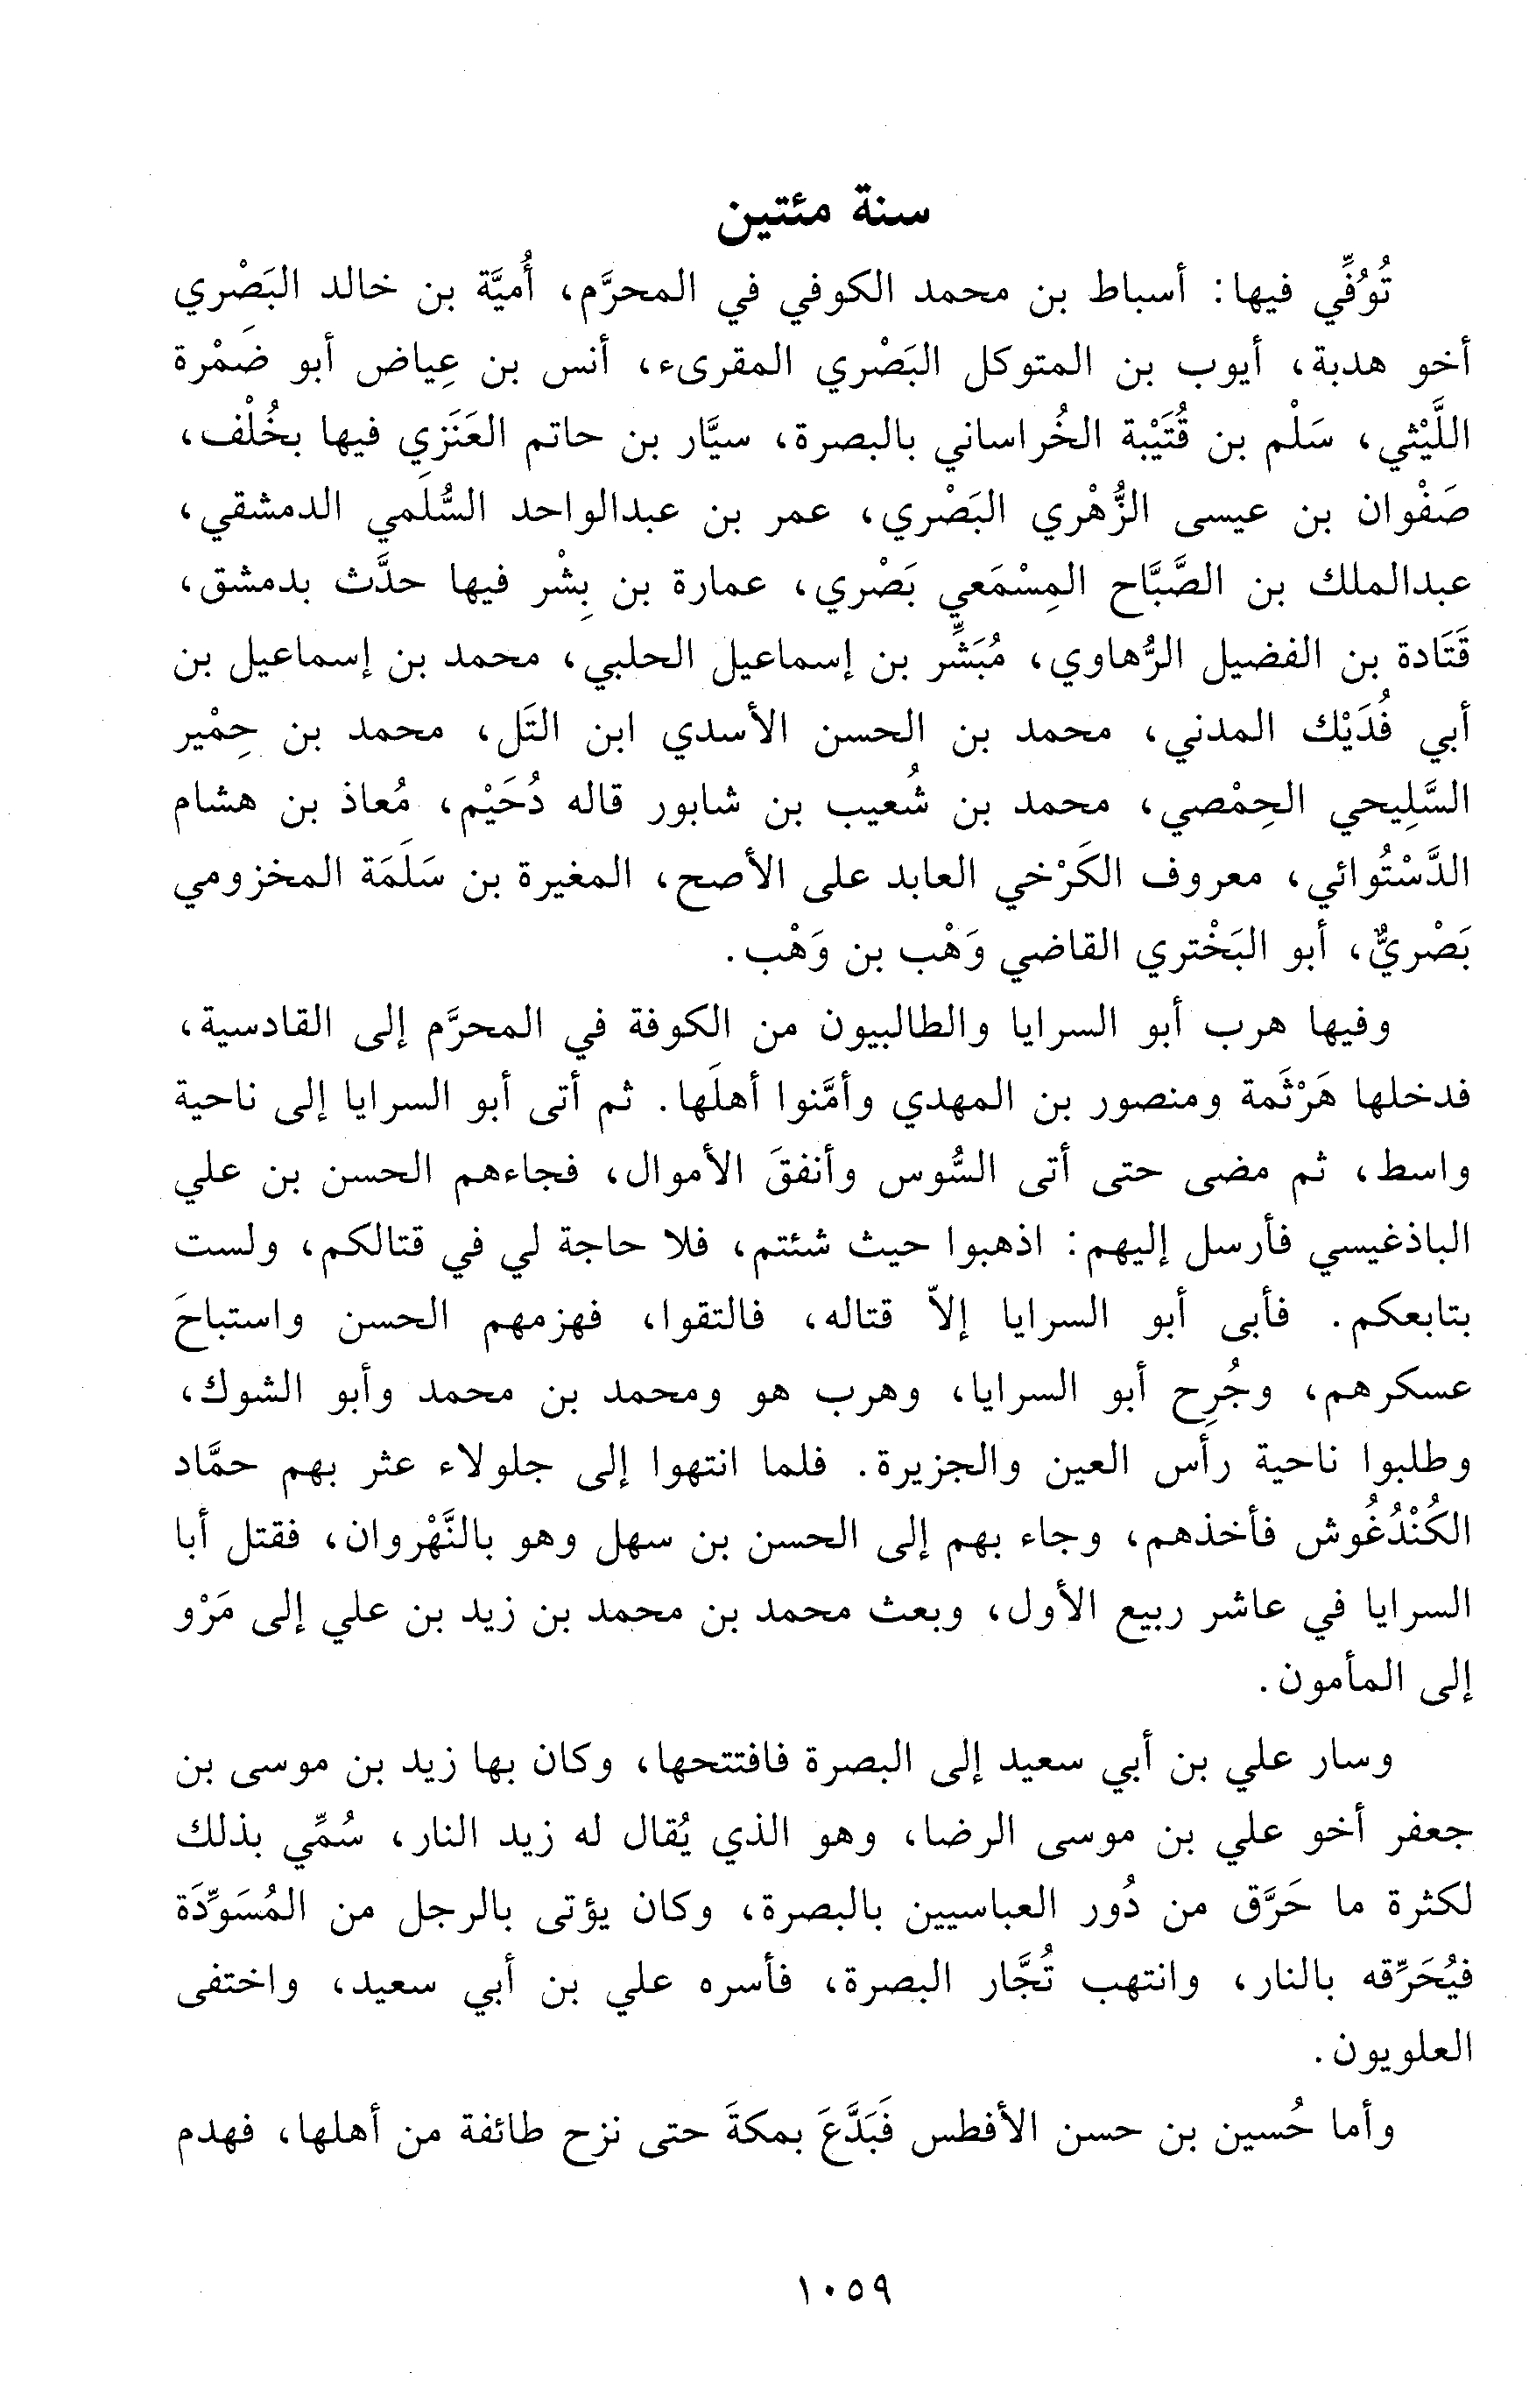 سنة مئتين
تُوُفِّي فيها: أسباط بن محمد الكوفي في المحرَّم، أُميَّة بن خالد البَصْري
أخو هدبة، أيوب بن المتوكل البَصْري المقرىء، أنس بن عِياض أبو ضَمْرة
اللَّيْثي، سَلْم بن قُتَيْبة الخُراساني بالبصرة، سيَّار بن حاتم العَنَزي فيها بخُلْف،
صَفْوان بن عيسى الزُّهْري البَصْري، عمر بن عبدالواحد السُّلَمي الدمشقي،
عبدالملك بن الصَّبَّاح المِسْمَعي بَصْري، عمارة بن بِشْر فيها حدَّث بدمشق،
قَتَادة بن الفضيل الرُّهاوي، مُبَشِّر بن إسماعيل الحلبي، محمد بن إسماعيل بن
أبي فُدَيْك المدني، محمد بن الحسن الأسدي ابن التَل، محمد بن حِمْير
السَّلِيحي الحِمْصي، محمد بن شُعيب بن شابور قاله دُحَيْم، مُعاذ بن هشام
الدَّسْتُوائي، معروف الكَرْخي العابد على الأصح، المغيرة بن سَلَمَة المخزومي
بَصْريٌّ، أبو البَخْتري القاضي وَهْب بن وَهْب.
وفيها هرب أبو السرايا والطالبيون من الكوفة في المحرَّم إلى القادسية،
فدخلها هَرْثَمة ومنصور بن المهدي وأمَّنوا أهلَها. ثم أتى أبو السرايا إلى ناحية
واسط، ثم مضى حتى أتى السُّوس وأنفقَ الأموال، فجاءهم الحسن بن علي
الباذغيسي فأرسل إليهم: اذهبوا حيث شئتم، فلا حاجة لي في قتالكم، ولست
بتابعكم. فأبى أبو السرايا إلاّ قتاله، فالتقوا، فهزمهم الحسن واستباحَ
عسكرهم، وجُرِح أبو السرايا، وهرب هو ومحمد بن محمد وأبو الشوك،
وطلبوا ناحية رأس العين والجزيرة. فلما انتهوا إلى جلولاء عثر بهم حمَّاد
الكُنْدُغُوش فأخذهم، وجاء بهم إلى الحسن بن سهل وهو بالنَّهْروان، فقتل أبا
السرايا في عاشر ربيع الأول، وبعث محمد بن محمد بن زيد بن علي إلى مَرْو
إلى المأمون.
وسار علي بن أبي سعيد إلى البصرة فافتتحها، وكان بها زيد بن موسى بن
جعفر أخو علي بن موسى الرضا، وهو الذي يُقال له زيد النار، سُمِّي بذلك
لكثرة ما حَرَّق من دُور العباسيين بالبصرة، وكان يؤتى بالرجل من المُسَوِّدَة
فيُحَرِّقه بالنار، وانتهب تُجَّار البصرة، فأسره علي بن أبي سعيد، واختفى
العلويون.
وأما حُسين بن حسن الأفطس فَبَدَّعَ بمكةَ حتى نزح طائفة من أهلها، فهدم
١٠٥٩